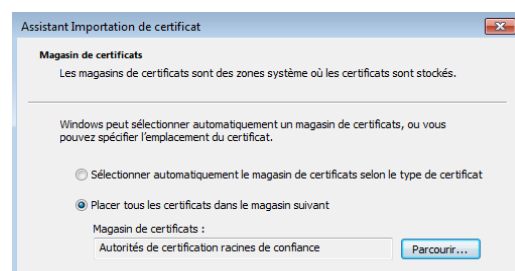 Assistant Importation de certificat
Magasin de certificats
Les magasins de certificats sont des zones système où les certificats sont stockés.
Windows peut sélectionner automatiquement un magasin de certificats, ou vous
pouvez spécifier l'emplacement du certificat.
Sélectionner automatiquement le magasin de certificats selon le type de certificat
Placer tous les certificats dans le magasin suivant
Magasin de certificats :
Autorités de certification racines de confiance
Parcourir...